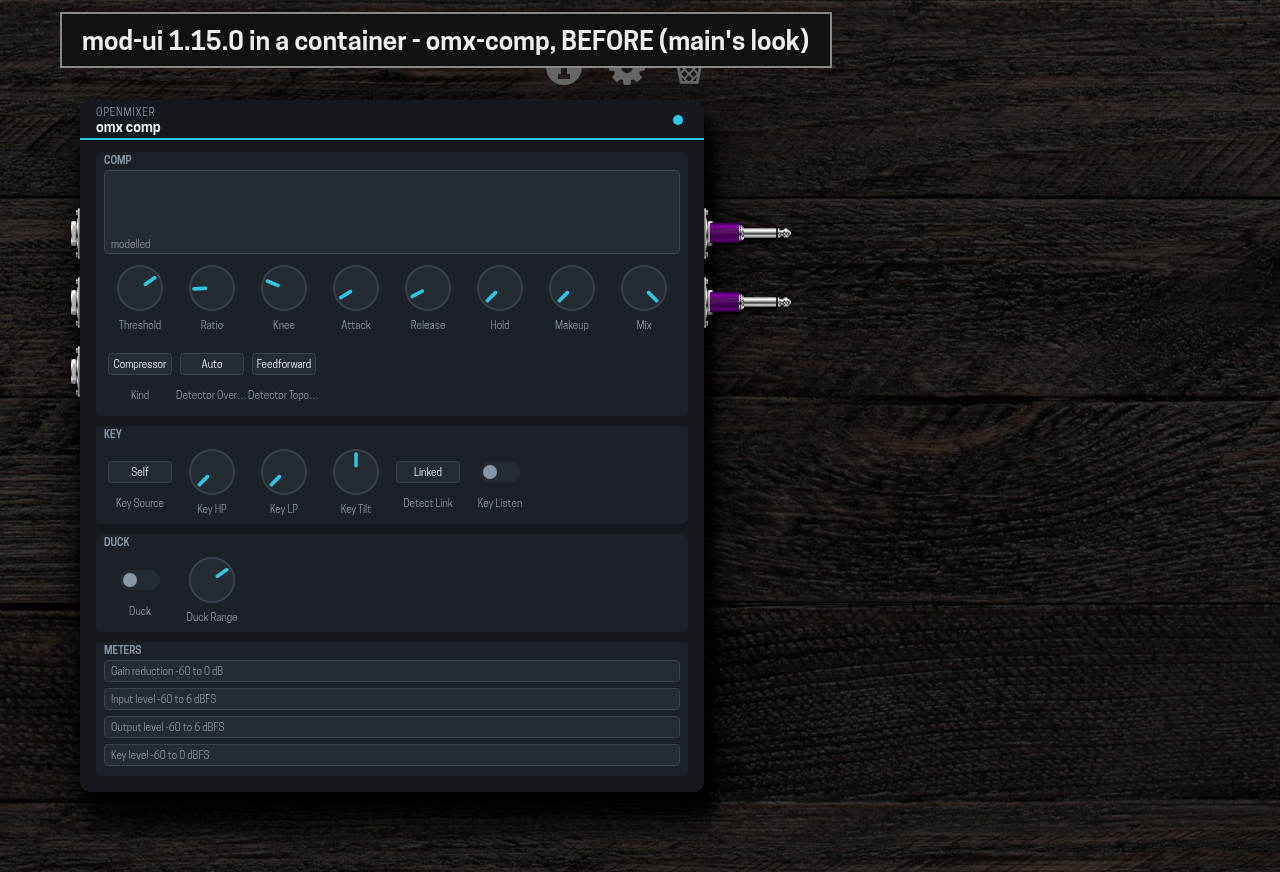 mod-ui 1.15.0 in a container - omx-comp, BEFORE (main's look)
OPENMIXER
omx comp
COMP
modelled
Threshold Ratio Knee Attack Release Hold Makeup Mix
Compressor Auto Feedforward
Kind Detector Over... Detector Topo...
KEY
Self Linked
Key Source Key HP Key LP Key Tilt Detect Link Key Listen
DUCK
Duck Duck Range
METERS
Gain reduction -60 to 0 dB
Input level -60 to 6 dBFS
Output level -60 to 6 dBFS
Key level -60 to 0 dBFS